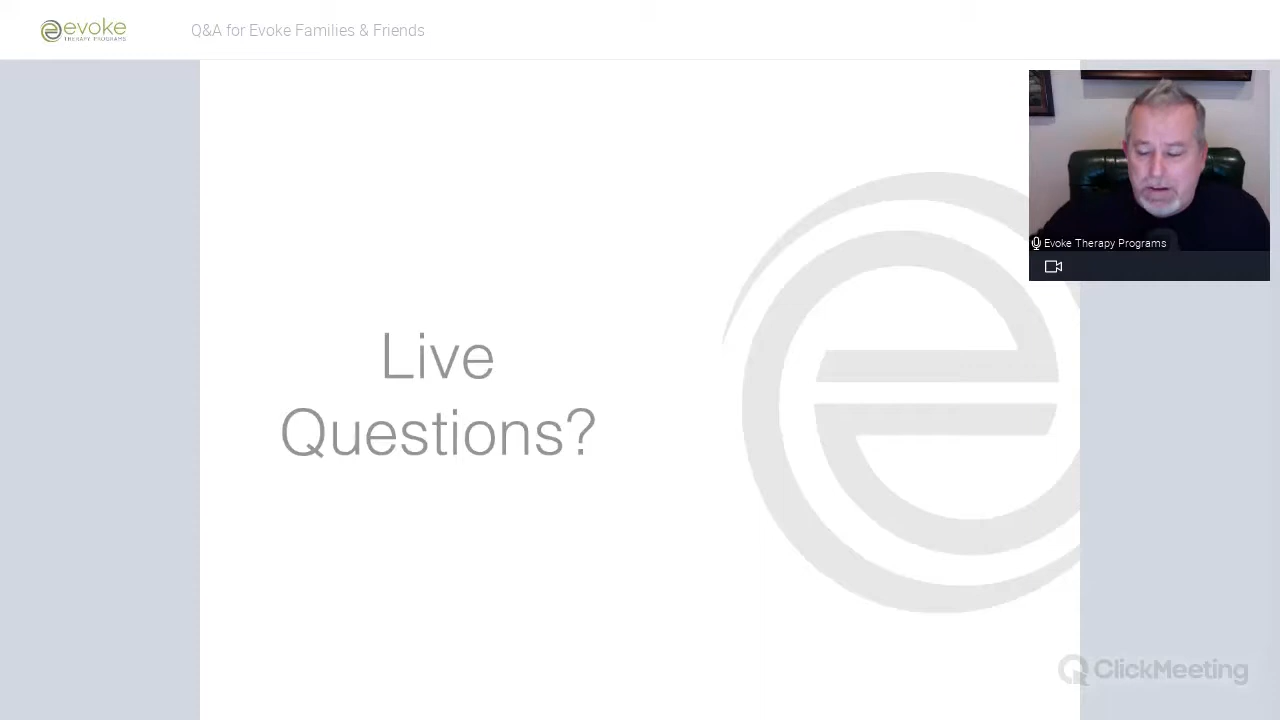 evoke
THERAPY PROGRAMS
Q&A for Evoke Families & Friends
Evoke Therapy Programs
Live
Questions?
ClickMeeting